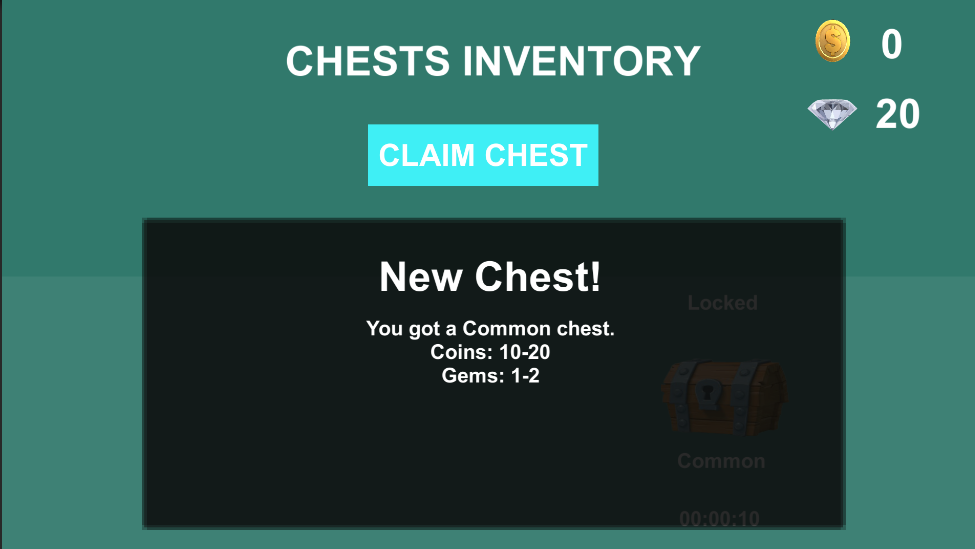 CHESTS INVENTORY
0
20
CLAIM CHEST
New Chest!
You got a Common chest.
Coins: 10-20
Gems: 1-2
Locked
Common
00:00:10